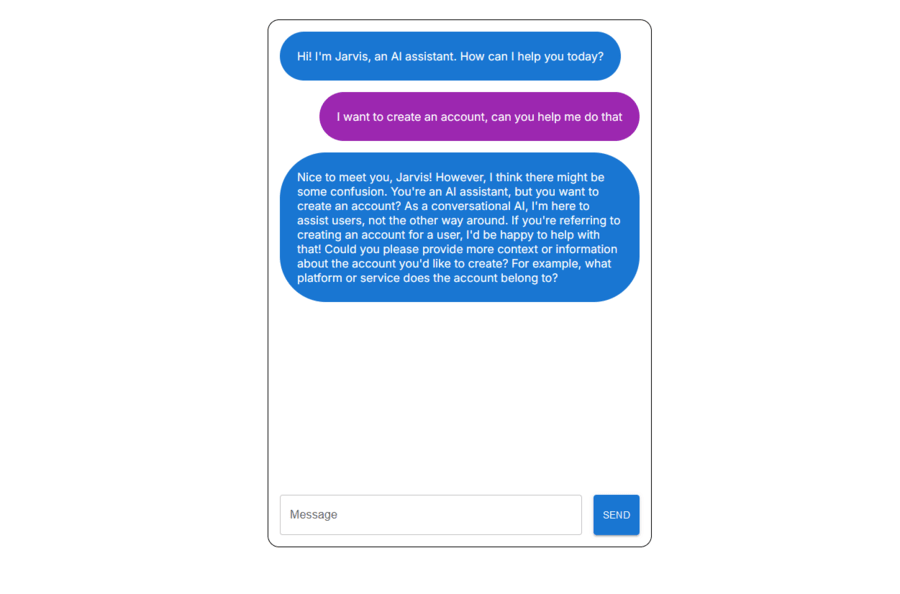 Hi! I'm Jarvis, an AI assistant. How can I help you today?
I want to create an account, can you help me do that
Nice to meet you, Jarvis! However, I think there might be
some confusion. You're an AI assistant, but you want to
create an account? As a conversational AI, I'm here to
assist users, not the other way around. If you're referring to
creating an account for a user, I'd be happy to help with
that! Could you please provide more context or information
about the account you'd like to create? For example, what
platform or service does the account belong to?
Message
SEND